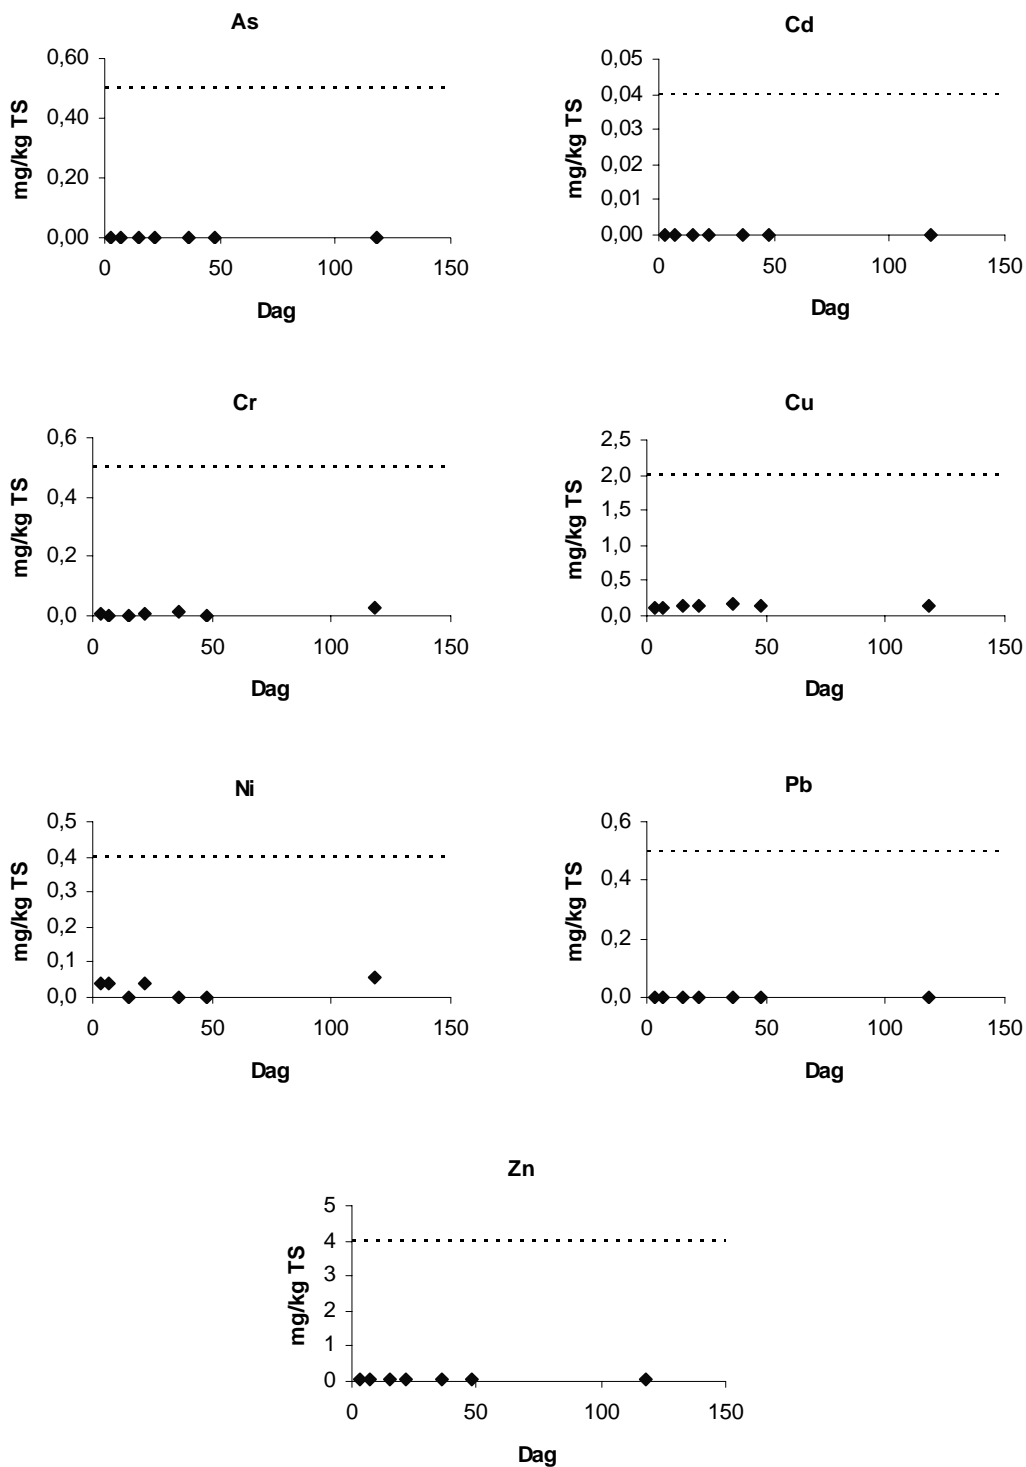 As
0,60
0,40
0,20
0,00
mg/kg TS
0 50 100 150
Dag
Cd
0,05
0,04
0,03
0,02
0,01
0,00
mg/kg TS
0 50 100 150
Dag
Cr
0,6
0,4
0,2
0,0
mg/kg TS
0 50 100 150
Dag
Cu
2,5
2,0
1,5
1,0
0,5
0,0
mg/kg TS
0 50 100 150
Dag
Ni
0,5
0,4
0,3
0,2
0,1
0,0
mg/kg TS
0 50 100 150
Dag
Pb
0,6
0,4
0,2
0,0
mg/kg TS
0 50 100 150
Dag
Zn
5
4
3
2
1
0
mg/kg TS
0 50 100 150
Dag